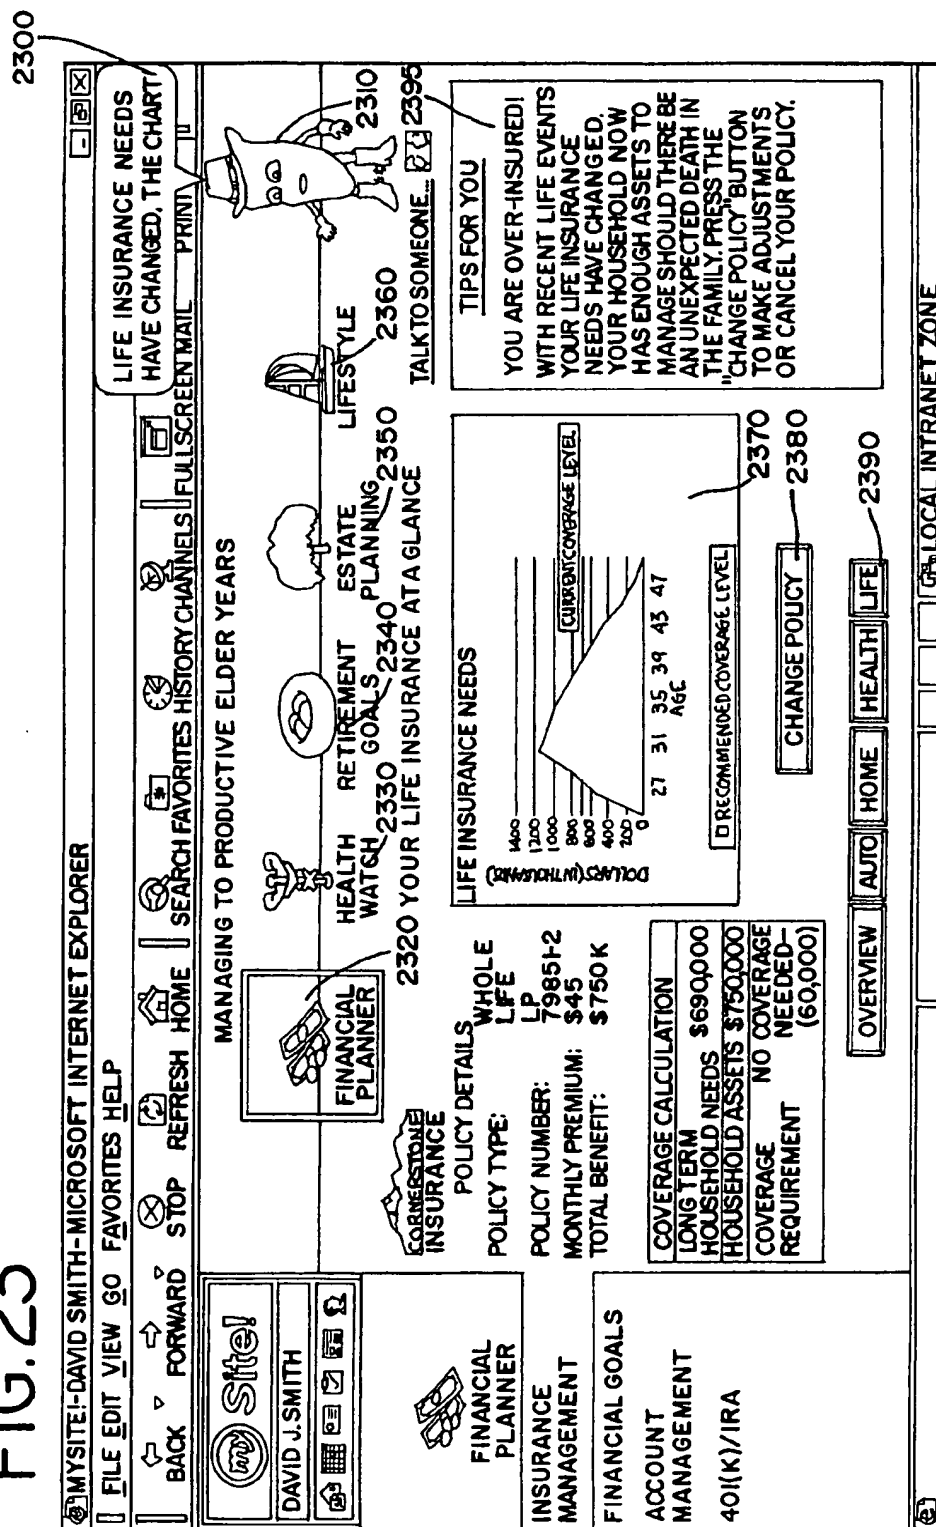 FIG. 23
2300
MYSITE!-DAVID SMITH-MICROSOFT INTERNET EXPLORER
FILE EDIT VIEW GO FAVORITES HELP
BACK FORWARD STOP REFRESH HOME SEARCH FAVORITES HISTORY CHANNELS FULLSCREEN MAIL PRINT
LIFE INSURANCE NEEDS
HAVE CHANGED, THE CHART
my Site!
DAVID J. SMITH
FINANCIAL
PLANNER
INSURANCE
MANAGEMENT
FINANCIAL GOALS
ACCOUNT
MANAGEMENT
401(K)/IRA
MANAGING TO PRODUCTIVE ELDER YEARS
FINANCIAL
PLANNER
2320
HEALTH
WATCH
2330
RETIREMENT
GOALS
2340
ESTATE
PLANNING
2350
LIFESTYLE
2360
2310
TALK TO SOMEONE...
2395
YOUR LIFE INSURANCE AT A GLANCE
CORNERSTONE
INSURANCE
POLICY DETAILS
POLICY TYPE: WHOLE
LIFE
POLICY NUMBER: LP
79851-2
MONTHLY PREMIUM: $45
TOTAL BENEFIT: $750K
COVERAGE CALCULATION
LONG TERM
HOUSEHOLD NEEDS $690,000
HOUSEHOLD ASSETS $750,000
COVERAGE NO COVERAGE
REQUIREMENT NEEDED-
(60,000)
LIFE INSURANCE NEEDS
DOLLARS (IN THOUSANDS)
1400
1200
1000
800
600
400
200
0
CURRENT COVERAGE LEVEL
27 31 35 39 43 47
AGE
RECOMMENDED COVERAGE LEVEL
2370
CHANGE POLICY
2380
OVERVIEW AUTO HOME HEALTH LIFE
2390
TIPS FOR YOU
YOU ARE OVER-INSURED!
WITH RECENT LIFE EVENTS
YOUR LIFE INSURANCE
NEEDS HAVE CHANGED.
YOUR HOUSEHOLD NOW
HAS ENOUGH ASSETS TO
MANAGE SHOULD THERE BE
AN UNEXPECTED DEATH IN
THE FAMILY. PRESS THE
"CHANGE POLICY" BUTTON
TO MAKE ADJUSTMENTS
OR CANCEL YOUR POLICY.
LOCAL INTRANET ZONE